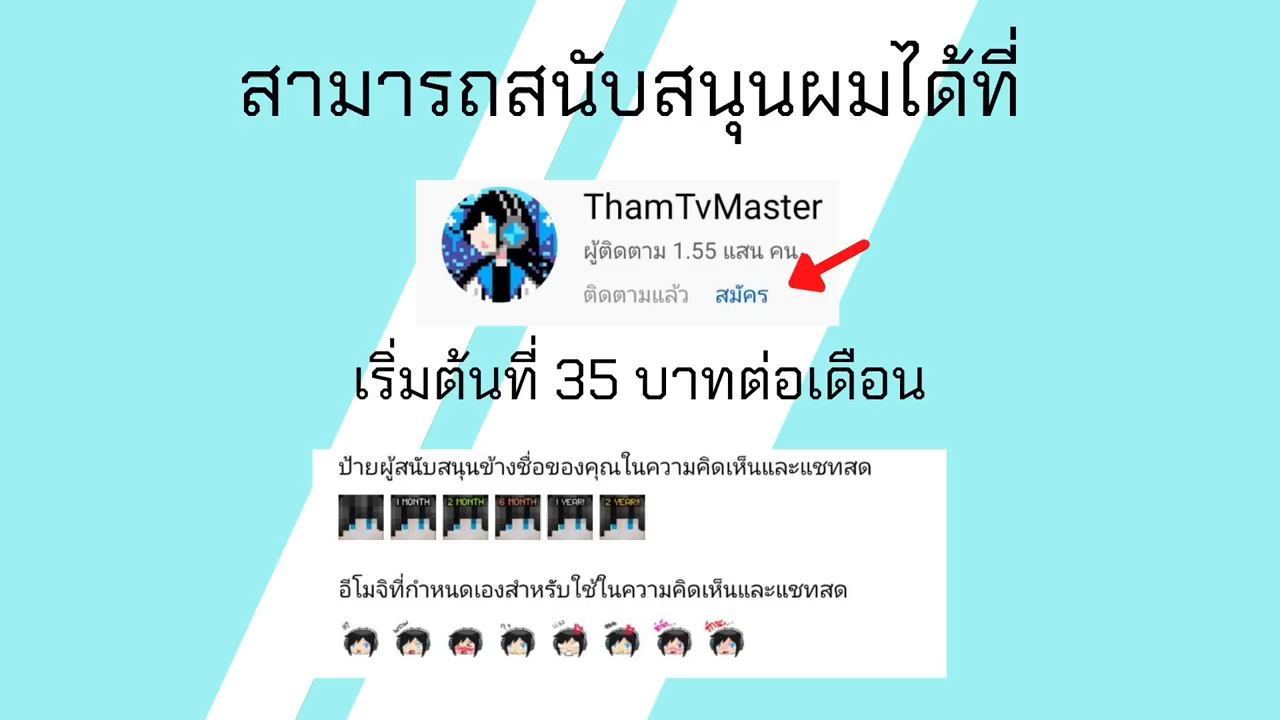 สามารถสนับสนุนผมได้ที่
ThamTvMaster
ผู้ติดตาม 1.55 แสน คน
ติดตามแล้ว สมัคร
เริ่มต้นที่ 35 บาทต่อเดือน
ป้ายผู้สนับสนุนข้างชื่อของคุณในความคิดเห็นและแชทสด
1 MONTH 2 MONTH 6 MONTH 1 YEAR! 2 YEAR!!
อีโมจิที่กำหนดเองสำหรับใช้ในความคิดเห็นและแชทสด